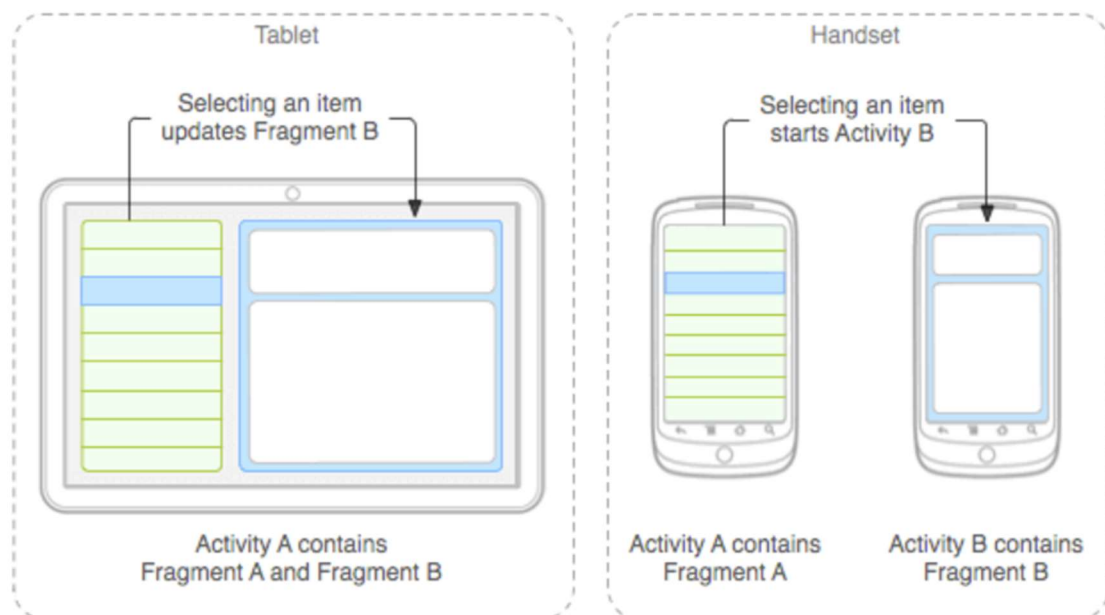 Tablet
Selecting an item
updates Fragment B
Activity A contains
Fragment A and Fragment B
Handset
Selecting an item
starts Activity B
Activity A contains
Fragment A
Activity B contains
Fragment B